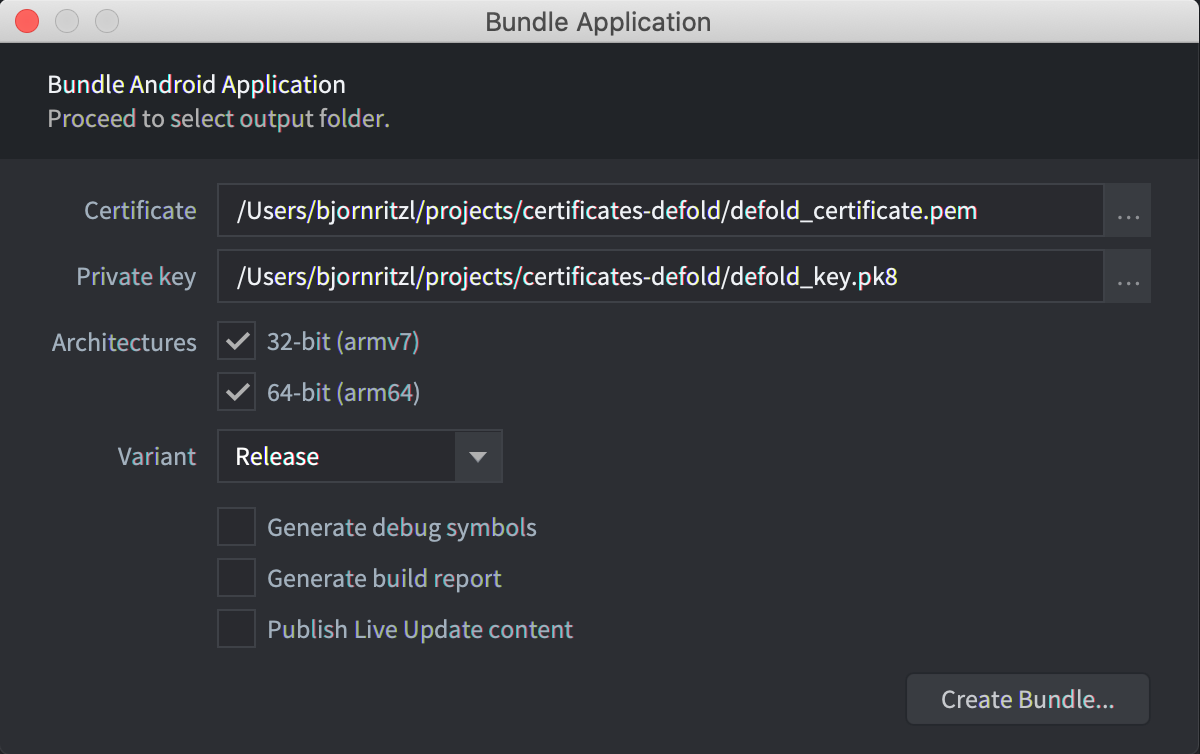 Bundle Application
Bundle Android Application
Proceed to select output folder.
Certificate /Users/bjornritzl/projects/certificates-defold/defold_certificate.pem ...
Private key /Users/bjornritzl/projects/certificates-defold/defold_key.pk8 ...
Architectures 32-bit (armv7)
64-bit (arm64)
Variant Release
Generate debug symbols
Generate build report
Publish Live Update content
Create Bundle...